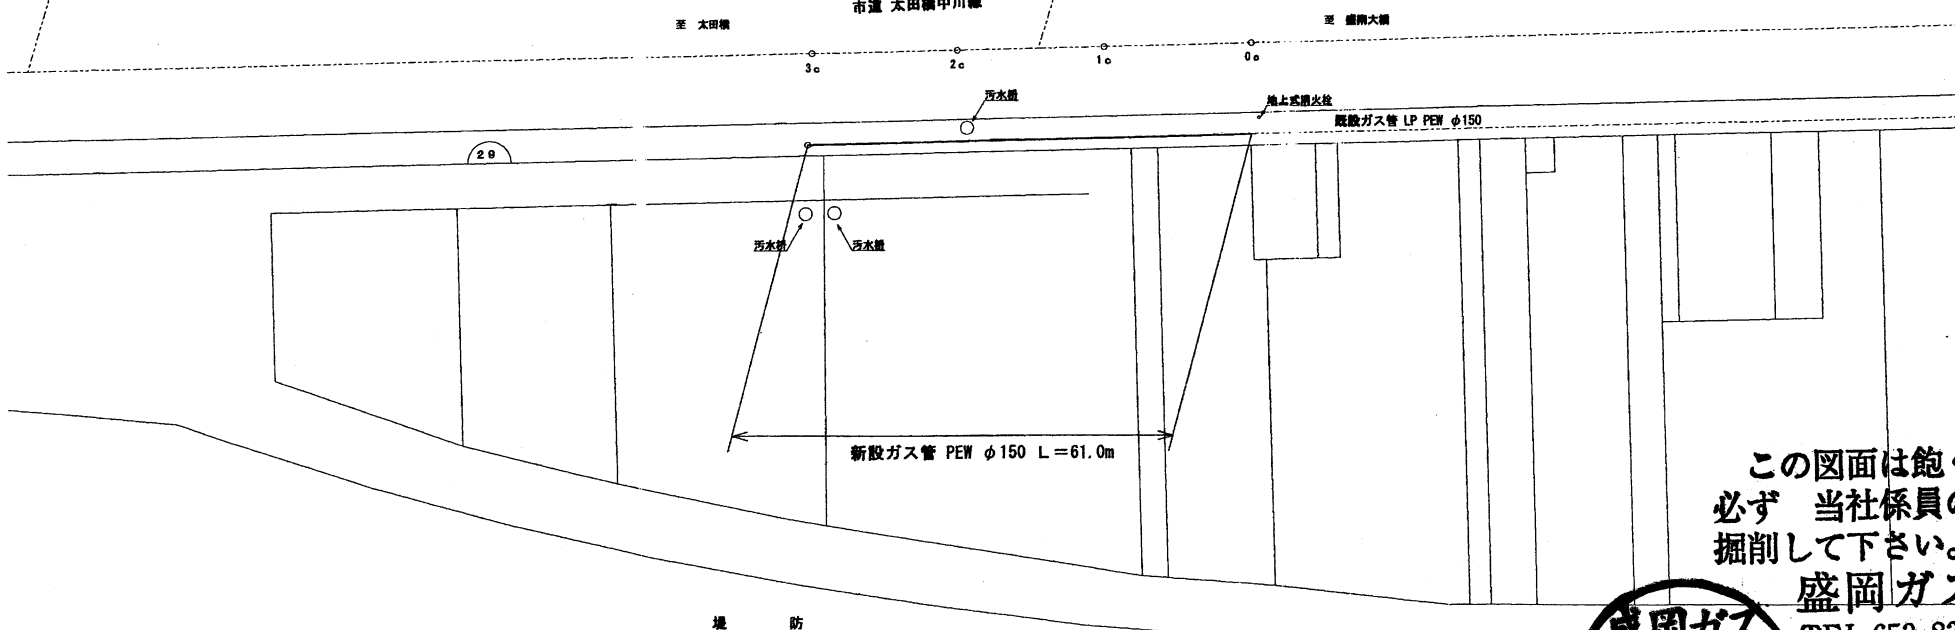 市道 太田橋中川線
至 太田橋
至 盛南大橋
3c
2c
1c
0c
汚水桝
地上式消火栓
既設ガス管 LP PEW φ150
29
汚水桝
汚水桝
新設ガス管 PEW φ150 L=61.0m
この図面は飽
必ず 当社係員の
掘削して下さい。
盛岡ガス
盛岡ガス
堤 防